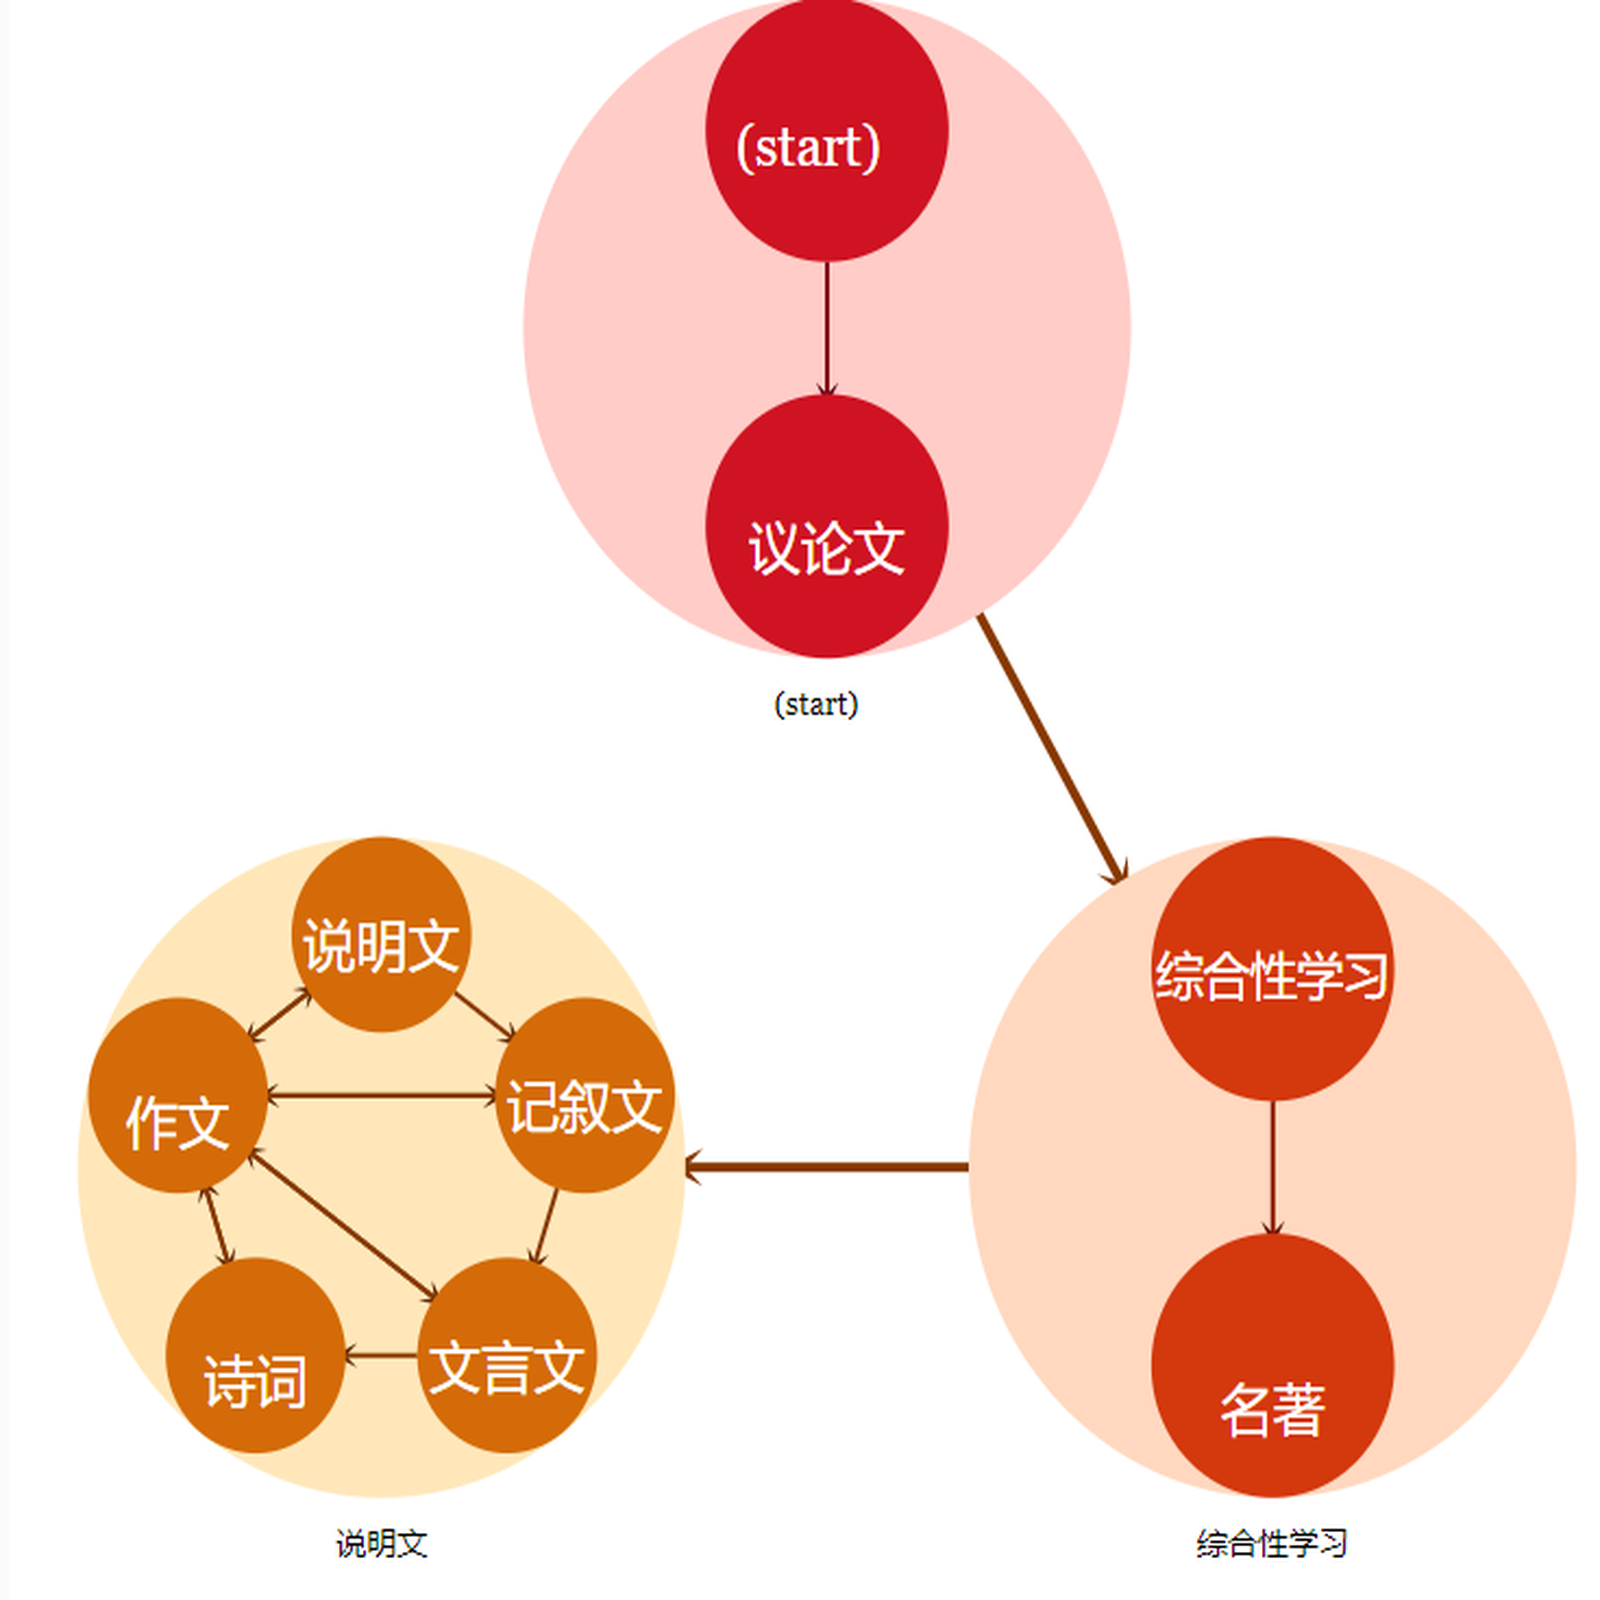 (start)
议论文
(start)
说明文
综合性学习
作文
记叙文
诗词
文言文
名著
说明文
综合性学习